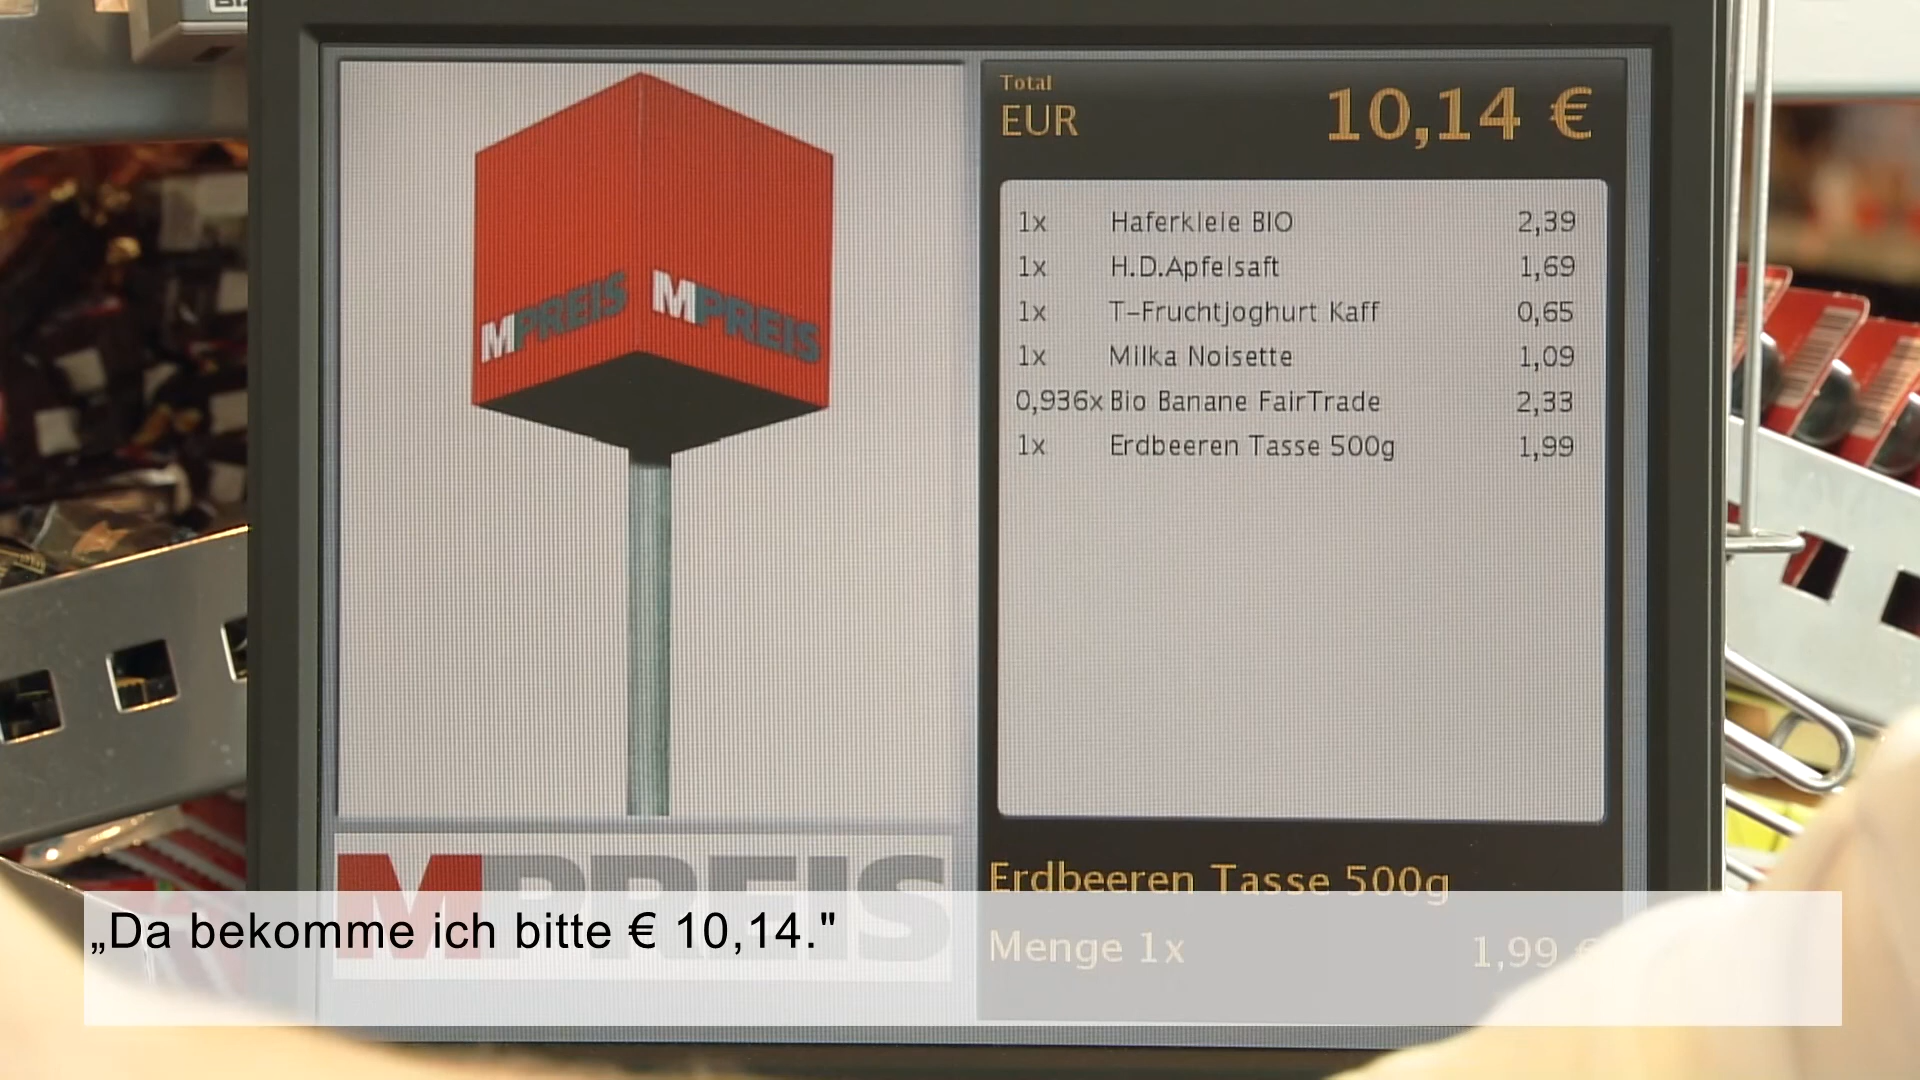 MPREIS MPREIS
MPREIS
Total
EUR 10,14 €
1x Haferkleie BIO 2,39
1x H.D.Apfelsaft 1,69
1x T-Fruchtjoghurt Kaff 0,65
1x Milka Noisette 1,09
0,936x Bio Banane FairTrade 2,33
1x Erdbeeren Tasse 500g 1,99
Erdbeeren Tasse 500g
Menge 1x 1,99 €
„Da bekomme ich bitte € 10,14."